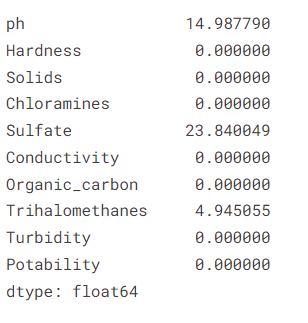 ph 14.987790
Hardness 0.000000
Solids 0.000000
Chloramines 0.000000
Sulfate 23.840049
Conductivity 0.000000
Organic_carbon 0.000000
Trihalomethanes 4.945055
Turbidity 0.000000
Potability 0.000000
dtype: float64